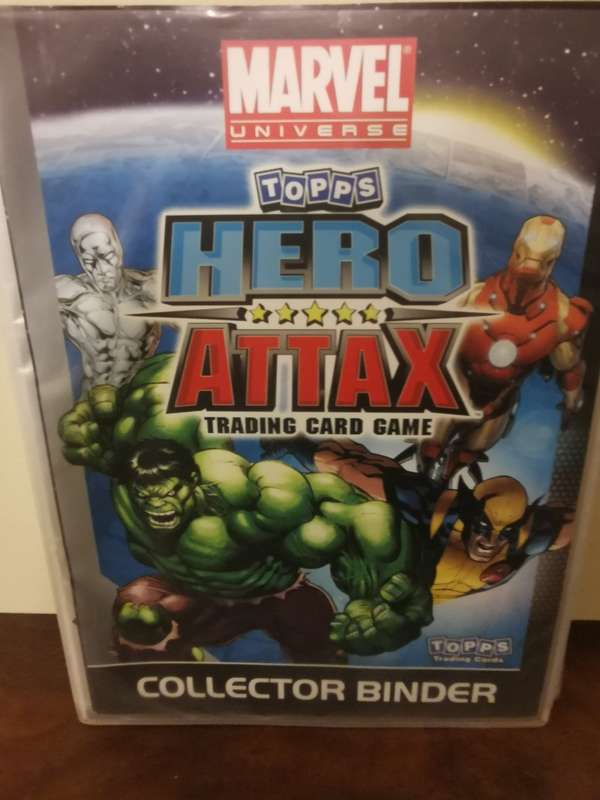 MARVEL
UNIVERSE
TOPPS
HERO
ATTAX
TRADING CARD GAME
TOPPS
Trading Cards
COLLECTOR BINDER